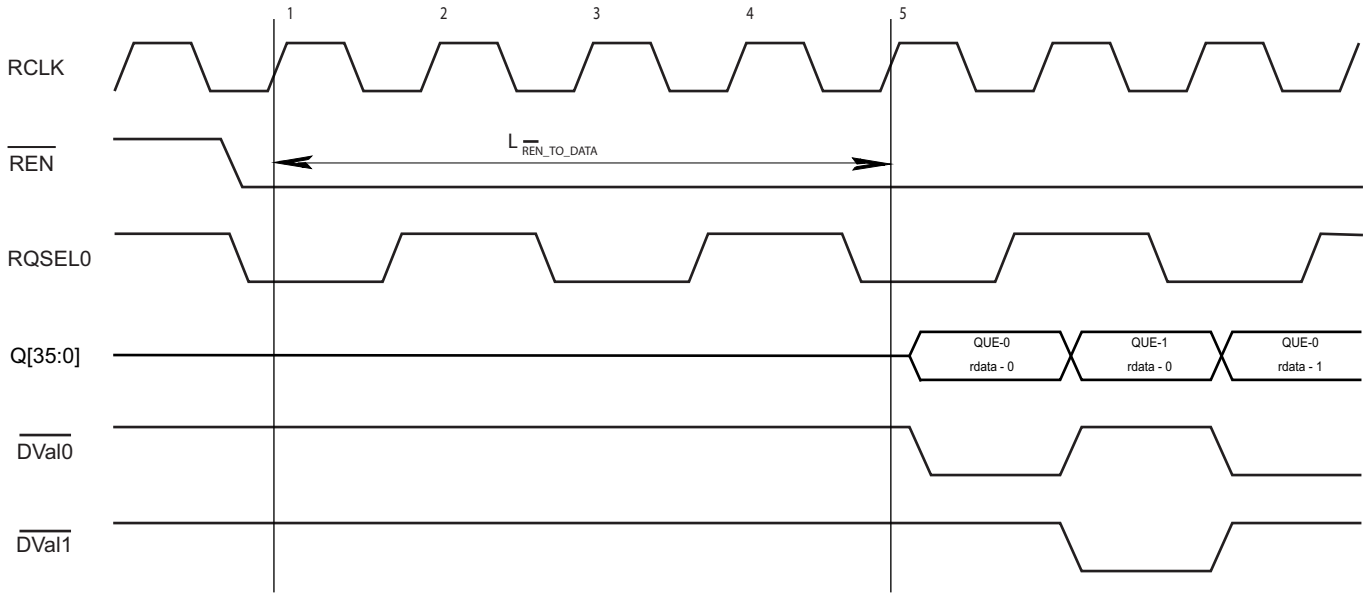 1 2 3 4 5
RCLK
REN
L REN_TO_DATA
RQSEL0
Q[35:0]
QUE-0 QUE-1 QUE-0
rdata - 0 rdata - 0 rdata - 1
DVal0
DVal1